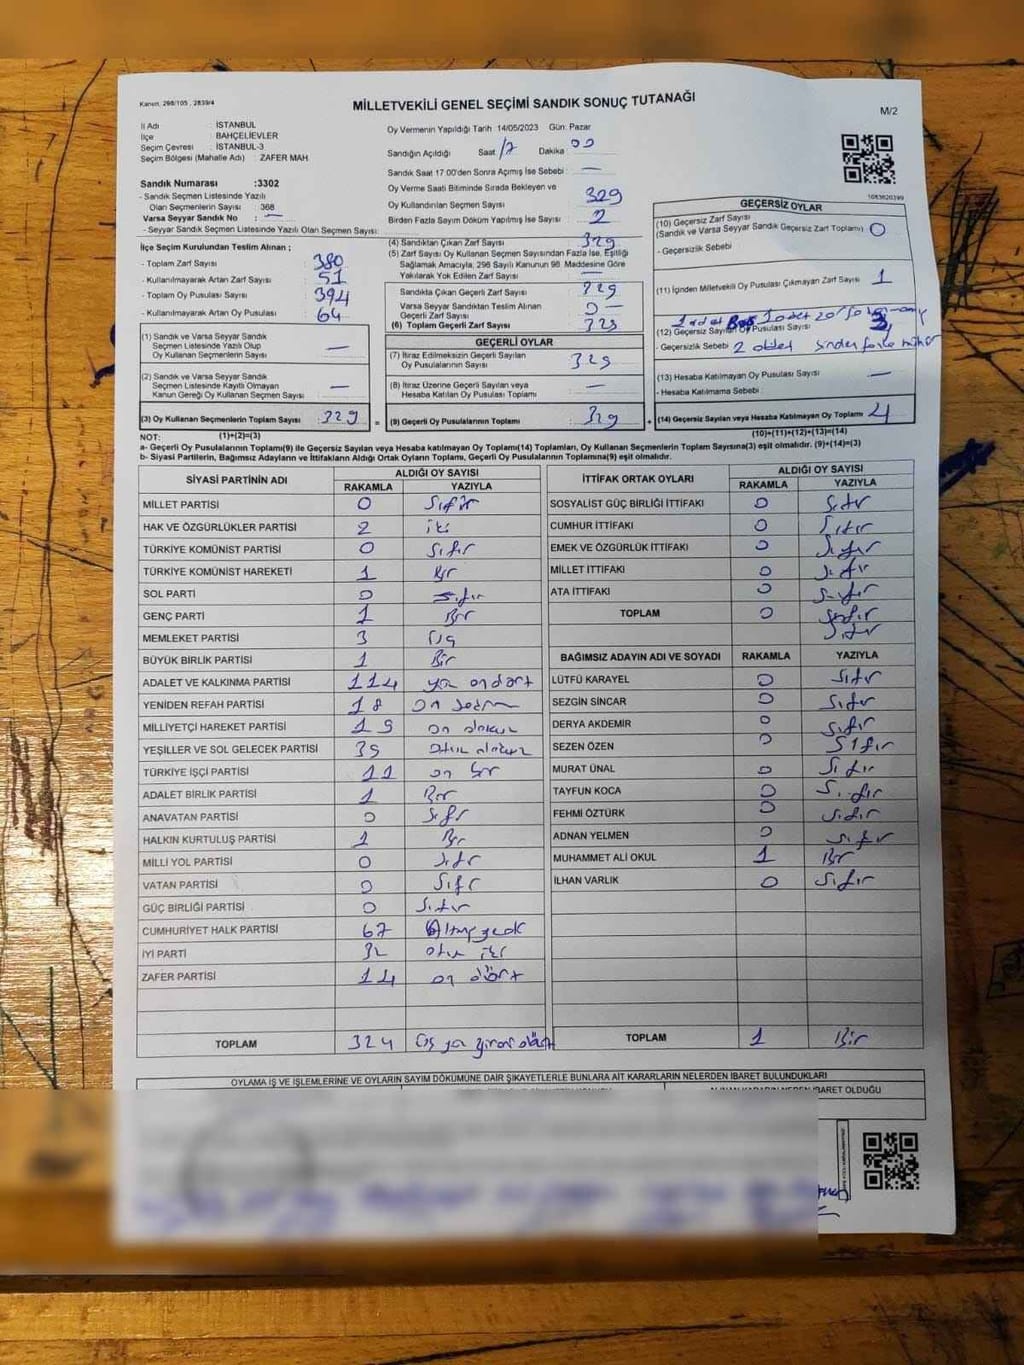 Kanun, 298/105 , 2839/4
MİLLETVEKİLİ GENEL SEÇİMİ SANDIK SONUÇ TUTANAĞI
M/2
İl Adı : İSTANBUL
İlçe : BAHÇELİEVLER
Seçim Çevresi : İSTANBUL-3
Seçim Bölgesi (Mahalle Adı) : ZAFER MAH
Oy Vermenin Yapıldığı Tarih 14/05/2023 Gün: Pazar
Sandığın Açıldığı Saat 17 Dakika 00
Sandık Saat 17.00'den Sonra Açımış İse Sebebi : —
Oy Verme Saati Bitiminde Sırada Bekleyen ve
Oy Kullandırılan Seçmen Sayısı : 329
Birden Fazla Sayım Döküm Yapılmış İse Sayısı : 2
Sandık Numarası :3302
- Sandık Seçmen Listesinde Yazılı
Olan Seçmenlerin Sayısı : 368
Varsa Seyyar Sandık No : —
- Seyyar Sandık Seçmen Listesinde Yazılı Olan Seçmen Sayısı:
İlçe Seçim Kurulundan Teslim Alınan ;
- Toplam Zarf Sayısı : 380
- Kullanılmayarak Artan Zarf Sayısı : 51
- Toplam Oy Pusulası Sayısı : 394
- Kullanılmayarak Artan Oy Pusulası : 64
(1) Sandık ve Varsa Seyyar Sandık
Seçmen Listesinde Yazılı Olup
Oy Kullanan Seçmenlerin Sayısı : —
(2) Sandık ve Varsa Seyyar Sandık
Seçmen Listesinde Kayıtlı Olmayan
Kanun Gereği Oy Kullanan Seçmen Sayısı : —
(3) Oy Kullanan Seçmenlerin Toplam Sayısı : 329
(1)+(2)=(3)
(4) Sandıktan Çıkan Zarf Sayısı : 329
(5) Zarf Sayısı Oy Kullanan Seçmen Sayısından Fazla İse, Eşitliği
Sağlamak Amacıyla, 298 Sayılı Kanunun 98. Maddesine Göre
Yakılarak Yok Edilen Zarf Sayısı : —
Sandıkta Çıkan Geçerli Zarf Sayısı : 329
Varsa Seyyar Sandıktan Teslim Alınan
Geçerli Zarf Sayısı : 0 —
(6) Toplam Geçerli Zarf Sayısı : 329
GEÇERLİ OYLAR
(7) İtiraz Edilmeksizin Geçerli Sayılan
Oy Pusulalarının Sayısı : 329
(8) İtiraz Üzerine Geçerli Sayılan veya
Hesaba Katılan Oy Pusulası Toplamı : —
(9) Geçerli Oy Pusulalarının Toplamı : 329
1083820399
GEÇERSİZ OYLAR
(10) Geçersiz Zarf Sayısı
(Sandık ve Varsa Seyyar Sandık Geçersiz Zarf Toplamı) : 0
- Geçersizlik Sebebi
(11) İçinden Milletvekili Oy Pusulası Çıkmayan Zarf Sayısı : 1
(12) Geçersiz Sayılan Oy Pusulası Sayısı 3
- Geçersizlik Sebebi 2 adet
(13) Hesaba Katılmayan Oy Pusulası Sayısı : —
- Hesaba Katılmama Sebebi :
(14) Geçersiz Sayılan veya Hesaba Katılmayan Oy Toplamı : 4
(10)+(11)+(12)+(13)=(14)
NOT:
a- Geçerli Oy Pusulalarının Toplamı(9) ile Geçersiz Sayılan veya Hesaba katılmayan Oy Toplamı(14) Toplamları, Oy Kullanan Seçmenlerin Toplam Sayısına(3) eşit olmalıdır. (9)+(14)=(3)
b- Siyasi Partilerin, Bağımsız Adayların ve İttifakların Aldığı Ortak Oyların Toplamı, Geçerli Oy Pusulalarının Toplamına(9) eşit olmalıdır.
SİYASİ PARTİNİN ADI ALDIĞI OY SAYISI
RAKAMLA YAZIYLA
MİLLET PARTİSİ 0 Sıfır
HAK VE ÖZGÜRLÜKLER PARTİSİ 2 iki
TÜRKİYE KOMÜNİST PARTİSİ 0 Sıfır
TÜRKİYE KOMÜNİST HAREKETİ 1 Bir
SOL PARTİ 0 Sıfır
GENÇ PARTİ 1 Bir
MEMLEKET PARTİSİ 3 Üç
BÜYÜK BİRLİK PARTİSİ 1 Bir
ADALET VE KALKINMA PARTİSİ 114 yüz ondört
YENİDEN REFAH PARTİSİ 18 on sekiz
MİLLİYETÇİ HAREKET PARTİSİ 19 on dokuz
YEŞİLLER VE SOL GELECEK PARTİSİ 39 otuz dokuz
TÜRKİYE İŞÇİ PARTİSİ 11 on bir
ADALET BİRLİK PARTİSİ 1 Bir
ANAVATAN PARTİSİ 0 Sıfır
HALKIN KURTULUŞ PARTİSİ 1 Bir
MİLLİ YOL PARTİSİ 0 Sıfır
VATAN PARTİSİ 0 Sıfır
GÜÇ BİRLİĞİ PARTİSİ 0 Sıfır
CUMHURİYET HALK PARTİSİ 67 Altmış yedi
İYİ PARTİ 32 otuz iki
ZAFER PARTİSİ 14 on dört
TOPLAM 324 Üç yüz yirmi dört
İTTİFAK ORTAK OYLARI ALDIĞI OY SAYISI
RAKAMLA YAZIYLA
SOSYALİST GÜÇ BİRLİĞİ İTTİFAKI 0 Sıfır
CUMHUR İTTİFAKI 0 Sıfır
EMEK VE ÖZGÜRLÜK İTTİFAKI 0 Sıfır
MİLLET İTTİFAKI 0 Sıfır
ATA İTTİFAKI 0 Sıfır
TOPLAM 0 Sıfır
Sıfır
BAĞIMSIZ ADAYIN ADI VE SOYADI RAKAMLA YAZIYLA
LÜTFÜ KARAYEL 0 Sıfır
SEZGİN SİNCAR 0 Sıfır
DERYA AKDEMİR 0 Sıfır
SEZEN ÖZEN 0 Sıfır
MURAT ÜNAL 0 Sıfır
TAYFUN KOCA 0 Sıfır
FEHMİ ÖZTÜRK 0 Sıfır
ADNAN YELMEN 0 Sıfır
MUHAMMET ALİ OKUL 1 Bir
İLHAN VARLIK 0 Sıfır
TOPLAM 1 Bir
OYLAMA İŞ VE İŞLEMLERİNE VE OYLARIN SAYIM DÖKÜMÜNE DAİR ŞİKAYETLERLE BUNLARA AİT KARARLARIN NELERDEN İBARET BULUNDUKLARI
ALINAN KARARIN NEDEN İBARET OLDUĞU